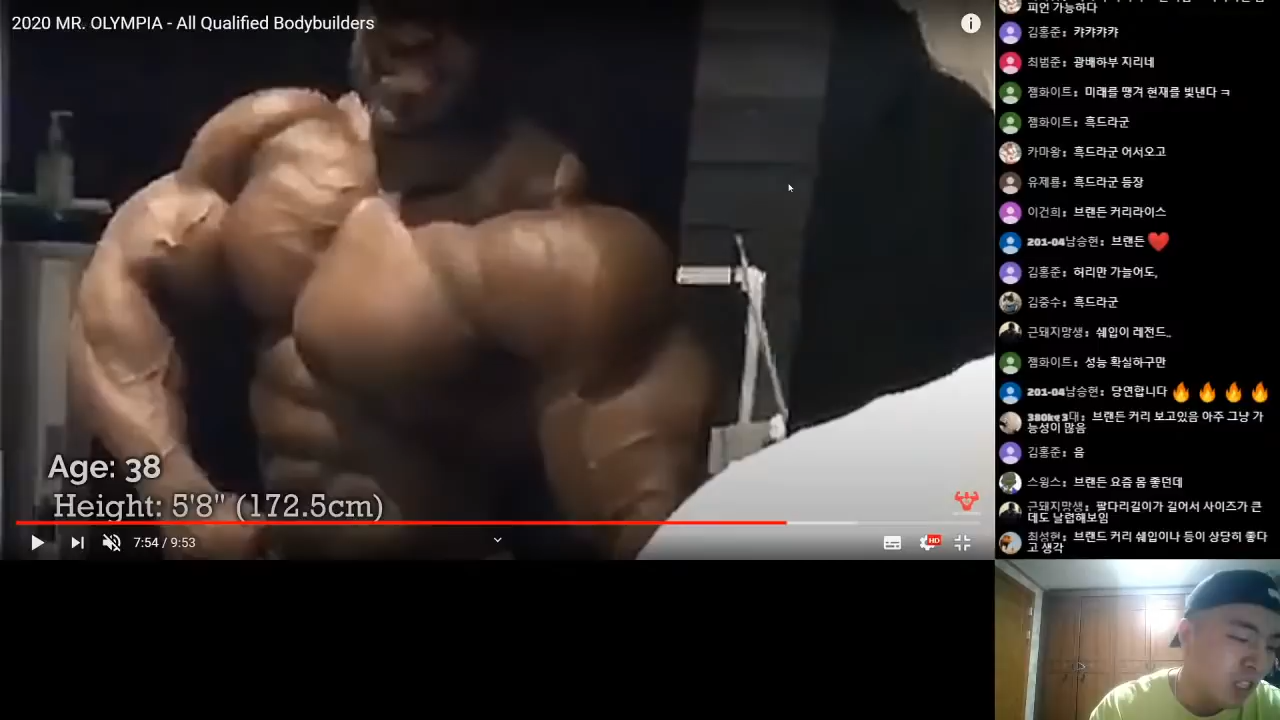 2020 MR. OLYMPIA - All Qualified Bodybuilders
Age: 38
Height: 5'8" (172.5cm)
7:54 / 9:53
HD
피언 가능하다
김홍준: 캬캬캬캬
최범준: 광배하부 지리네
젬화이트: 미래를 땡겨 현재를 빛낸다 ㅋ
젬화이트: 흑드라군
카마왕: 흑드라군 어서오고
유제룡: 흑드라군 등장
이건희: 브랜든 커리라이스
201-04남승현: 브랜든
김홍준: 허리만 가늘어도,
김중수: 흑드라군
근돼지망생: 쉐입이 레전드..
젬화이트: 성능 확실하구만
201-04남승현: 당연합니다
380kg 3대: 브랜든 커리 보고있음 아주 그냥 가
능성이 많음
김홍준: 음
스윙스: 브랜든 요즘 몸 좋던데
근돼지망생: 팔다리길이가 길어서 사이즈가 큰
데도 날렵해보임
최성현: 브랜드 커리 쉐입이나 등이 상당히 좋다
고 생각